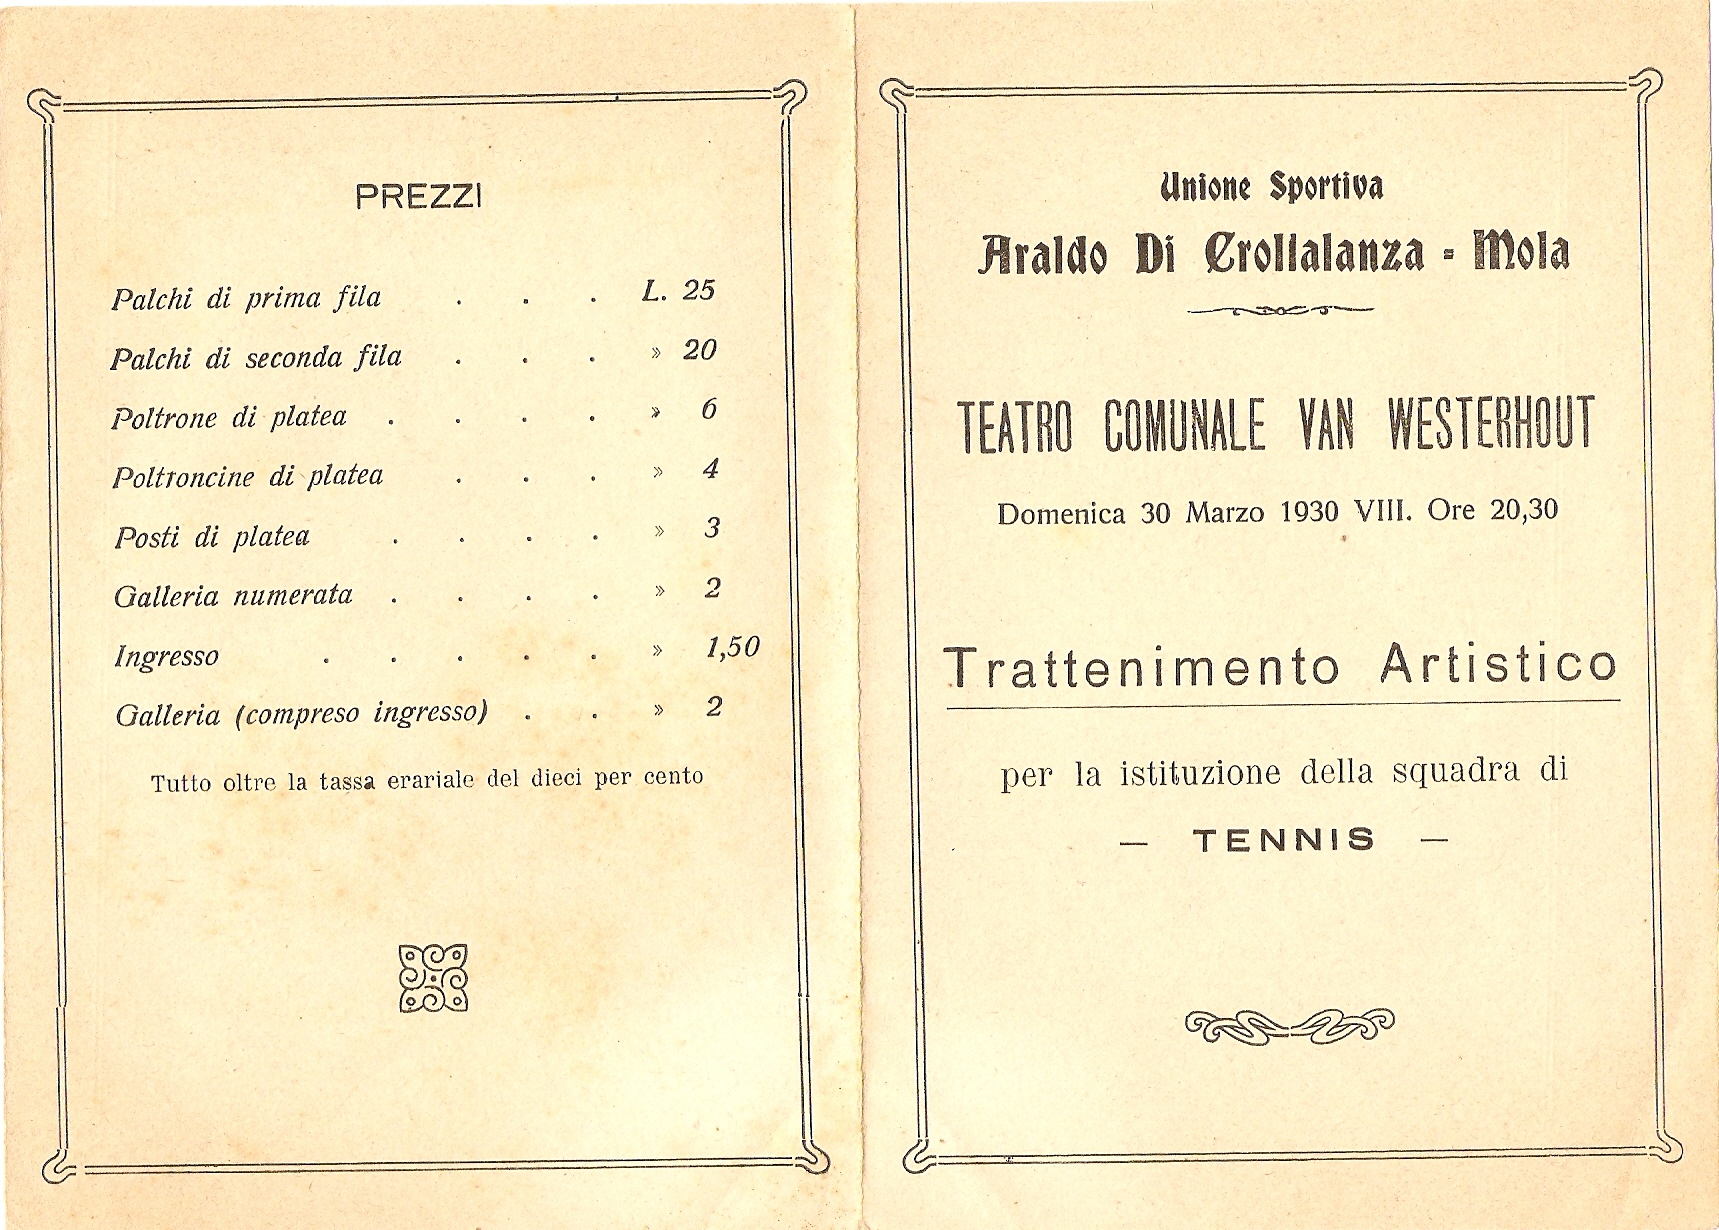 PREZZI
Palchi di prima fila . . . L. 25
Palchi di seconda fila . . . » 20
Poltrone di platea . . . . » 6
Poltroncine di platea . . . » 4
Posti di platea . . . . » 3
Galleria numerata . . . . » 2
Ingresso . . . . . » 1,50
Galleria (compreso ingresso) . . » 2
Tutto oltre la tassa erariale del dieci per cento
Unione Sportiva
Araldo Di Crollalanza - Mola
TEATRO COMUNALE VAN WESTERHOUT
Domenica 30 Marzo 1930 VIII. Ore 20,30
Trattenimento Artistico
per la istituzione della squadra di
— TENNIS —